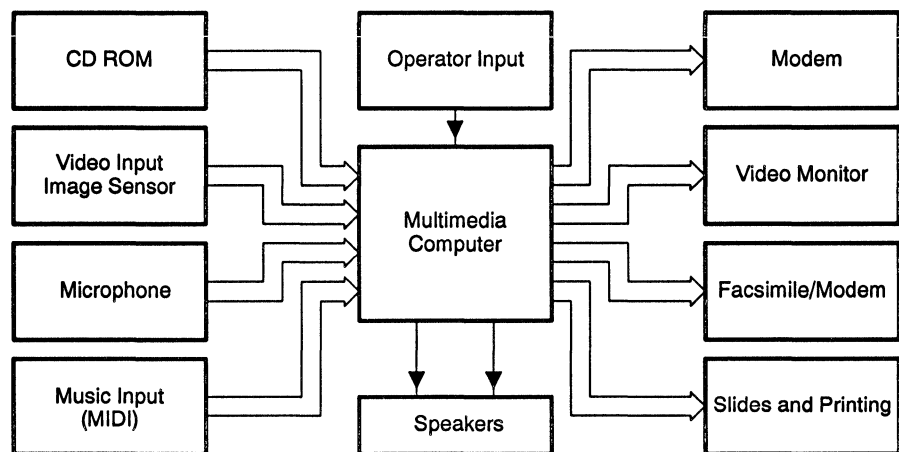 CD ROM
Operator Input
Modem
Video Input
Image Sensor
Video Monitor
Multimedia
Computer
Microphone
Facsimile/Modem
Music Input
(MIDI)
Speakers
Slides and Printing